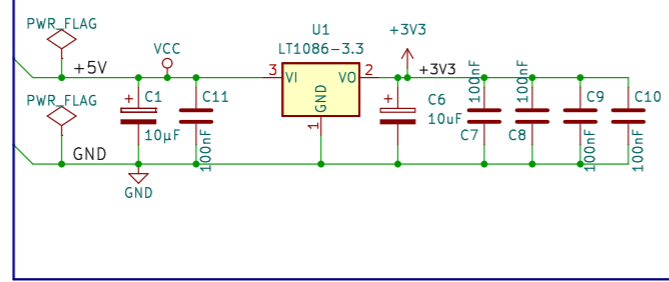 PWR_FLAG
+5V
VCC
U1
LT1086-3.3
+3V3
3
VI
VO
2
GND
1
+3V3
PWR_FLAG
GND
+
C1
10µF
GND
C11
100nF
+
C6
10uF
100nF
C7
100nF
C8
C9
100nF
C10
100nF